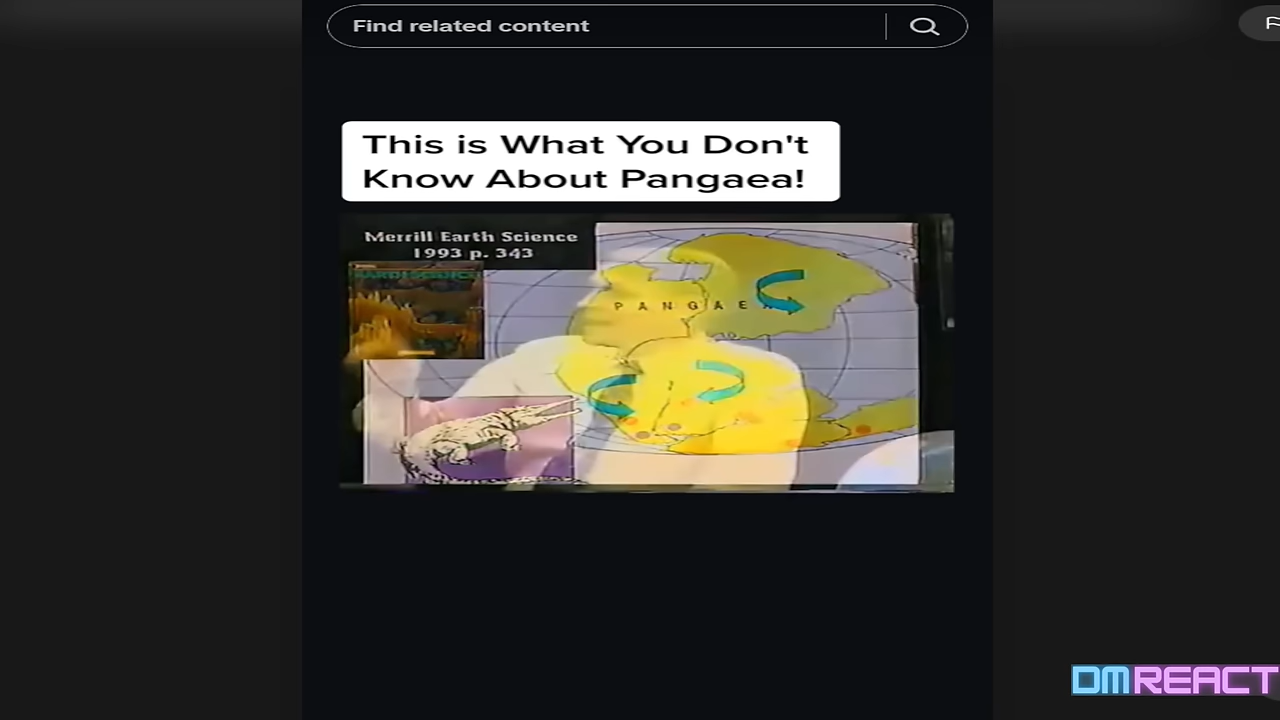 Find related content
This is What You Don't
Know About Pangaea!
Merrill Earth Science
1993 p. 343
PANGAEA
DMREACT